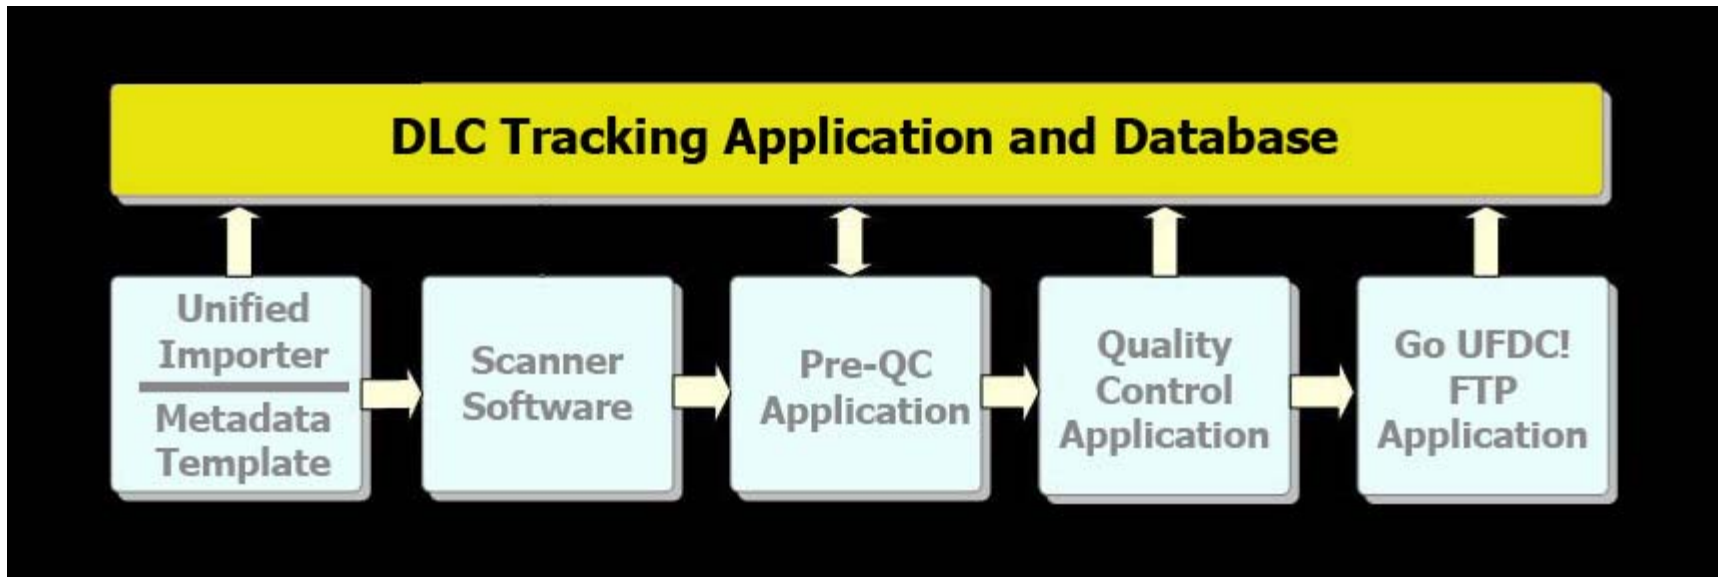 DLC Tracking Application and Database
Unified
Importer
Metadata
Template
Scanner
Software
Pre-QC
Application
Quality
Control
Application
Go UFDC!
FTP
Application